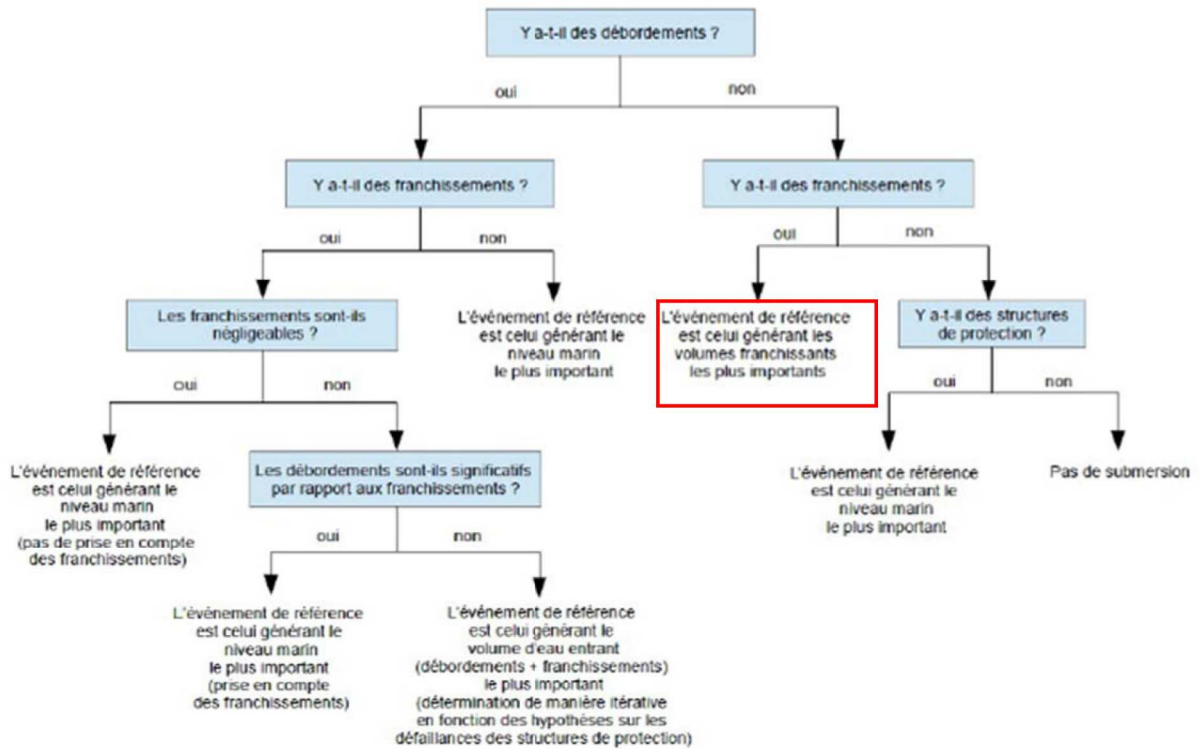 Y a-t-il des débordements ?
oui
non
Y a-t-il des franchissements ?
Y a-t-il des franchissements ?
oui
non
oui
non
Les franchissements sont-ils
négligeables ?
L'événement de référence
est celui générant le
niveau marin
le plus important
L'événement de référence
est celui générant les
volumes franchissants
les plus importants
Y a-t-il des structures
de protection ?
oui
non
oui
non
L'événement de référence
est celui générant le
niveau marin
le plus important
(pas de prise en compte
des franchissements)
Les débordements sont-ils significatifs
par rapport aux franchissements ?
L'événement de référence
est celui générant le
niveau marin
le plus important
Pas de submersion
oui
non
L'événement de référence
est celui générant le
niveau marin
le plus important
(prise en compte
des franchissements)
L'événement de référence
est celui générant le
volume d'eau entrant
(débordements + franchissements)
le plus important
(détermination de manière itérative
en fonction des hypothèses sur les
défaillances des structures de protection)